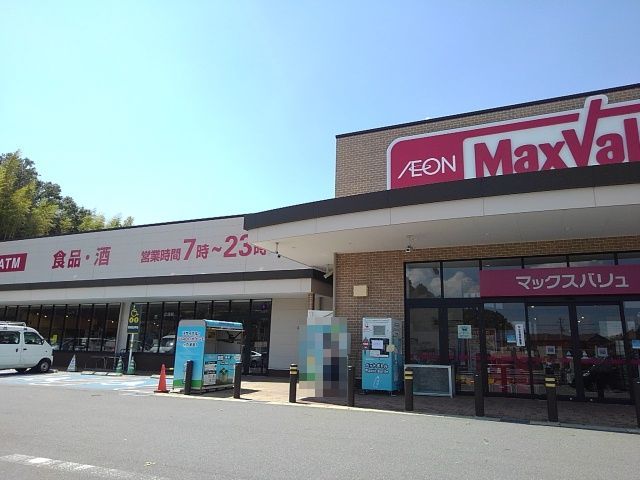 ÆON MaxVal
ATM
食品・酒
営業時間 7時~23時
マックスバリュ